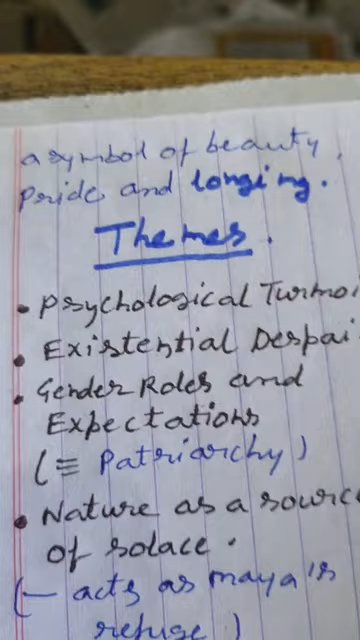 a symbol of beauty,
Pride, and longing.
Themes.
• Psychological Turmoi
• Existential Despai
• Gender Roles and
Expectations
(≡ Patriarchy)
• Nature as a source
of solace.
(— acts as maya's
refuge.)